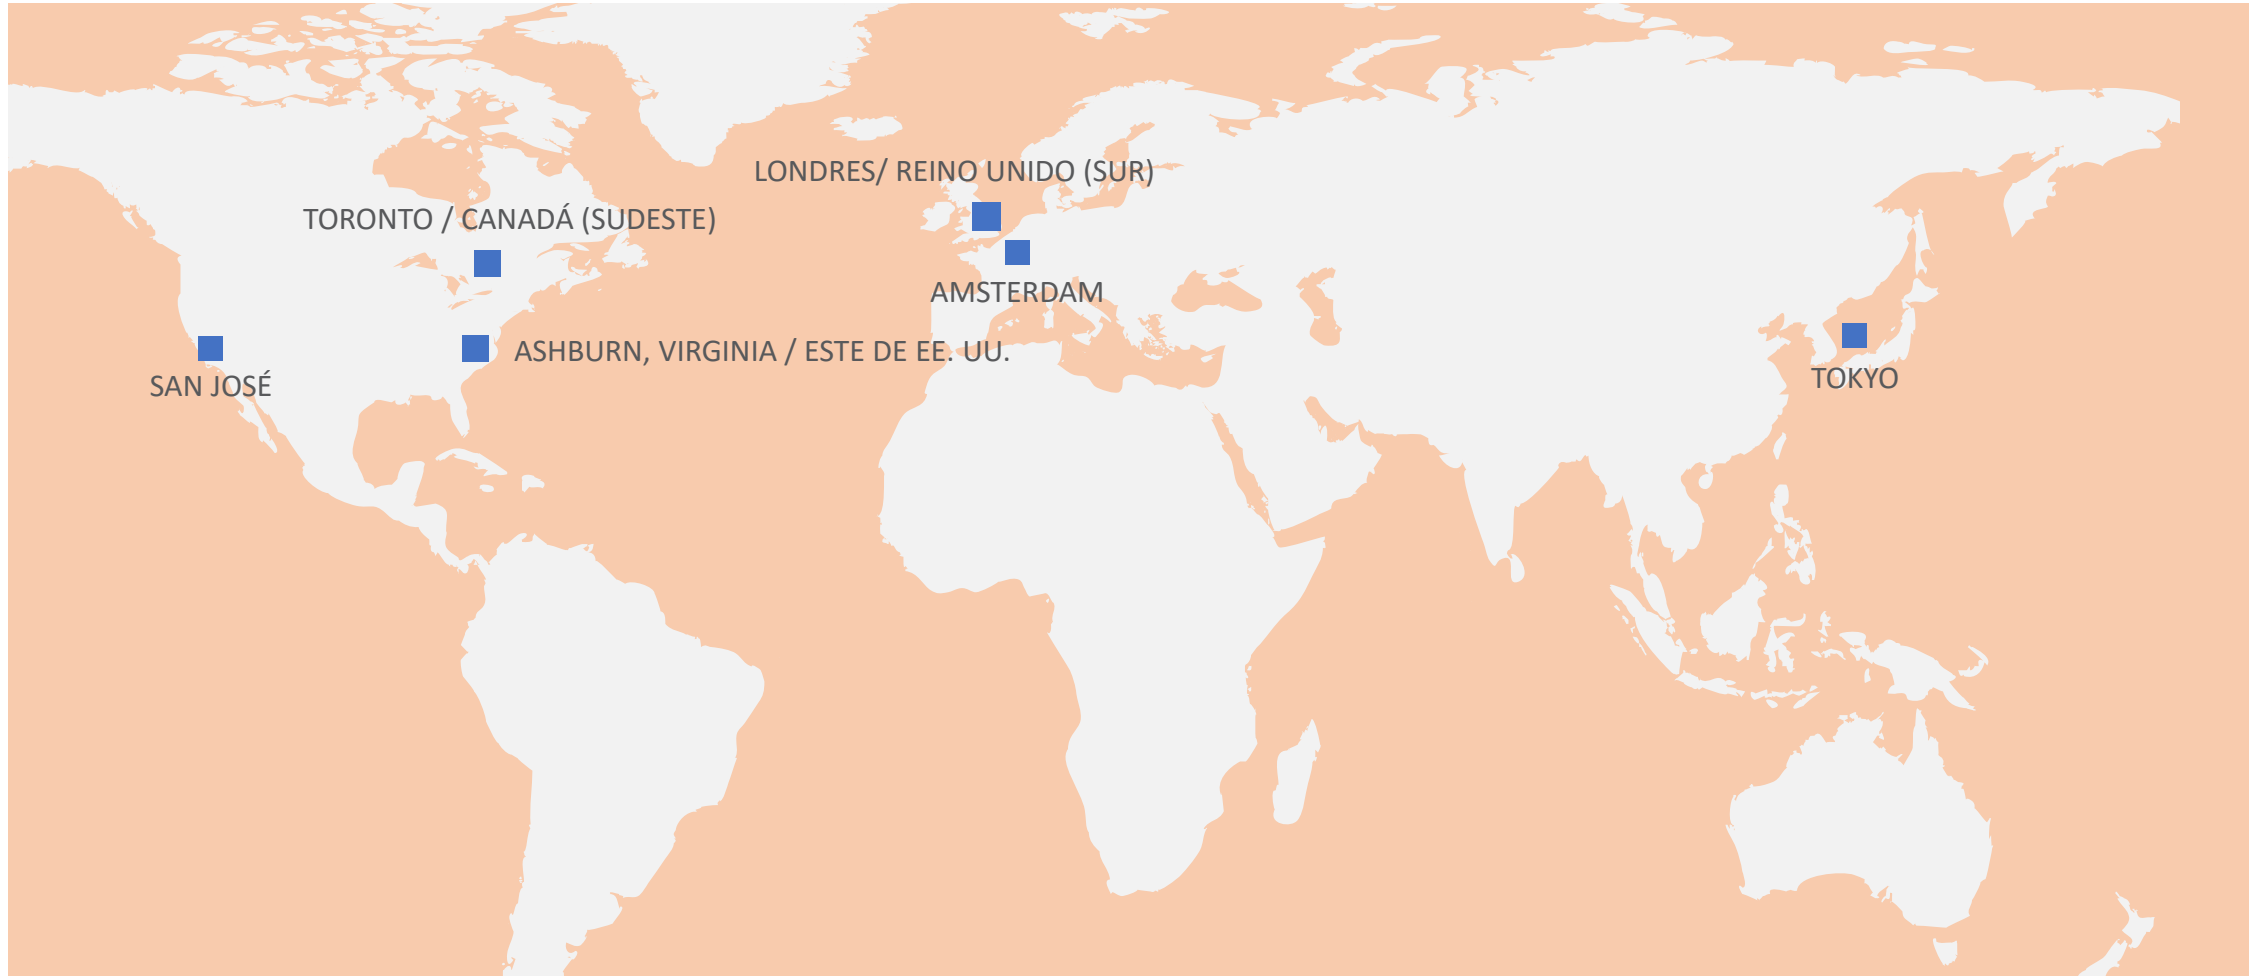 LONDRES/ REINO UNIDO (SUR)
TORONTO / CANADÁ (SUDESTE)
AMSTERDAM
ASHBURN, VIRGINIA / ESTE DE EE. UU.
SAN JOSÉ
TOKYO